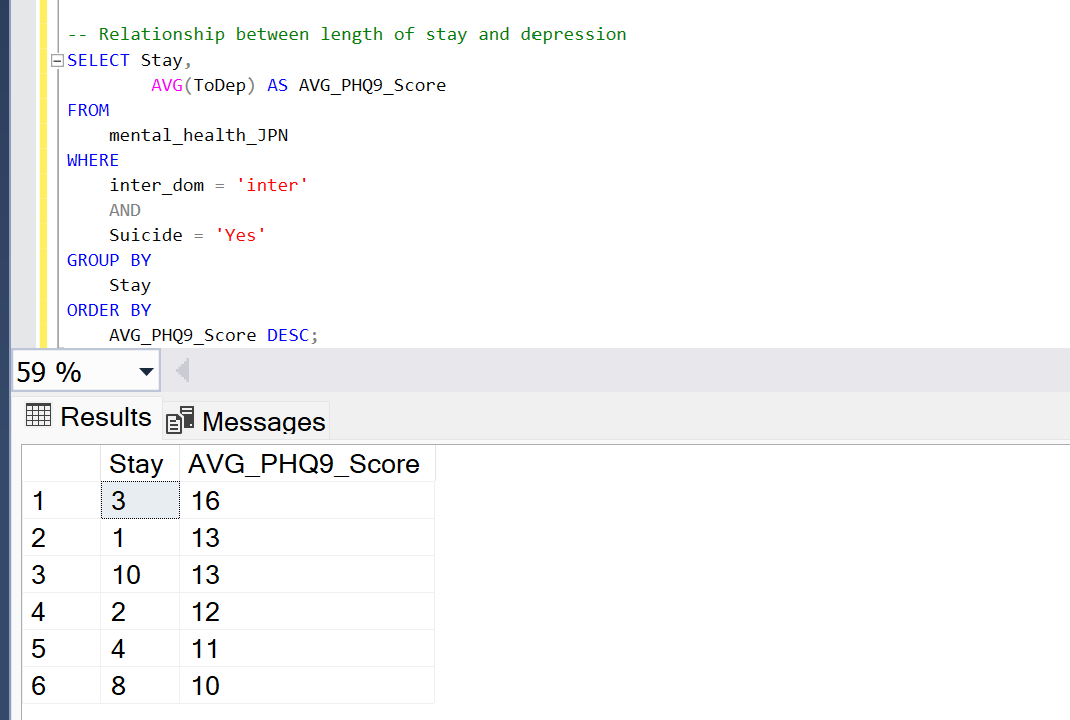 -- Relationship between length of stay and depression
SELECT Stay,
AVG(ToDep) AS AVG_PHQ9_Score
FROM
mental_health_JPN
WHERE
inter_dom = 'inter'
AND
Suicide = 'Yes'
GROUP BY
Stay
ORDER BY
AVG_PHQ9_Score DESC;
59 %
Results Messages
Stay AVG_PHQ9_Score
1 3 16
2 1 13
3 10 13
4 2 12
5 4 11
6 8 10